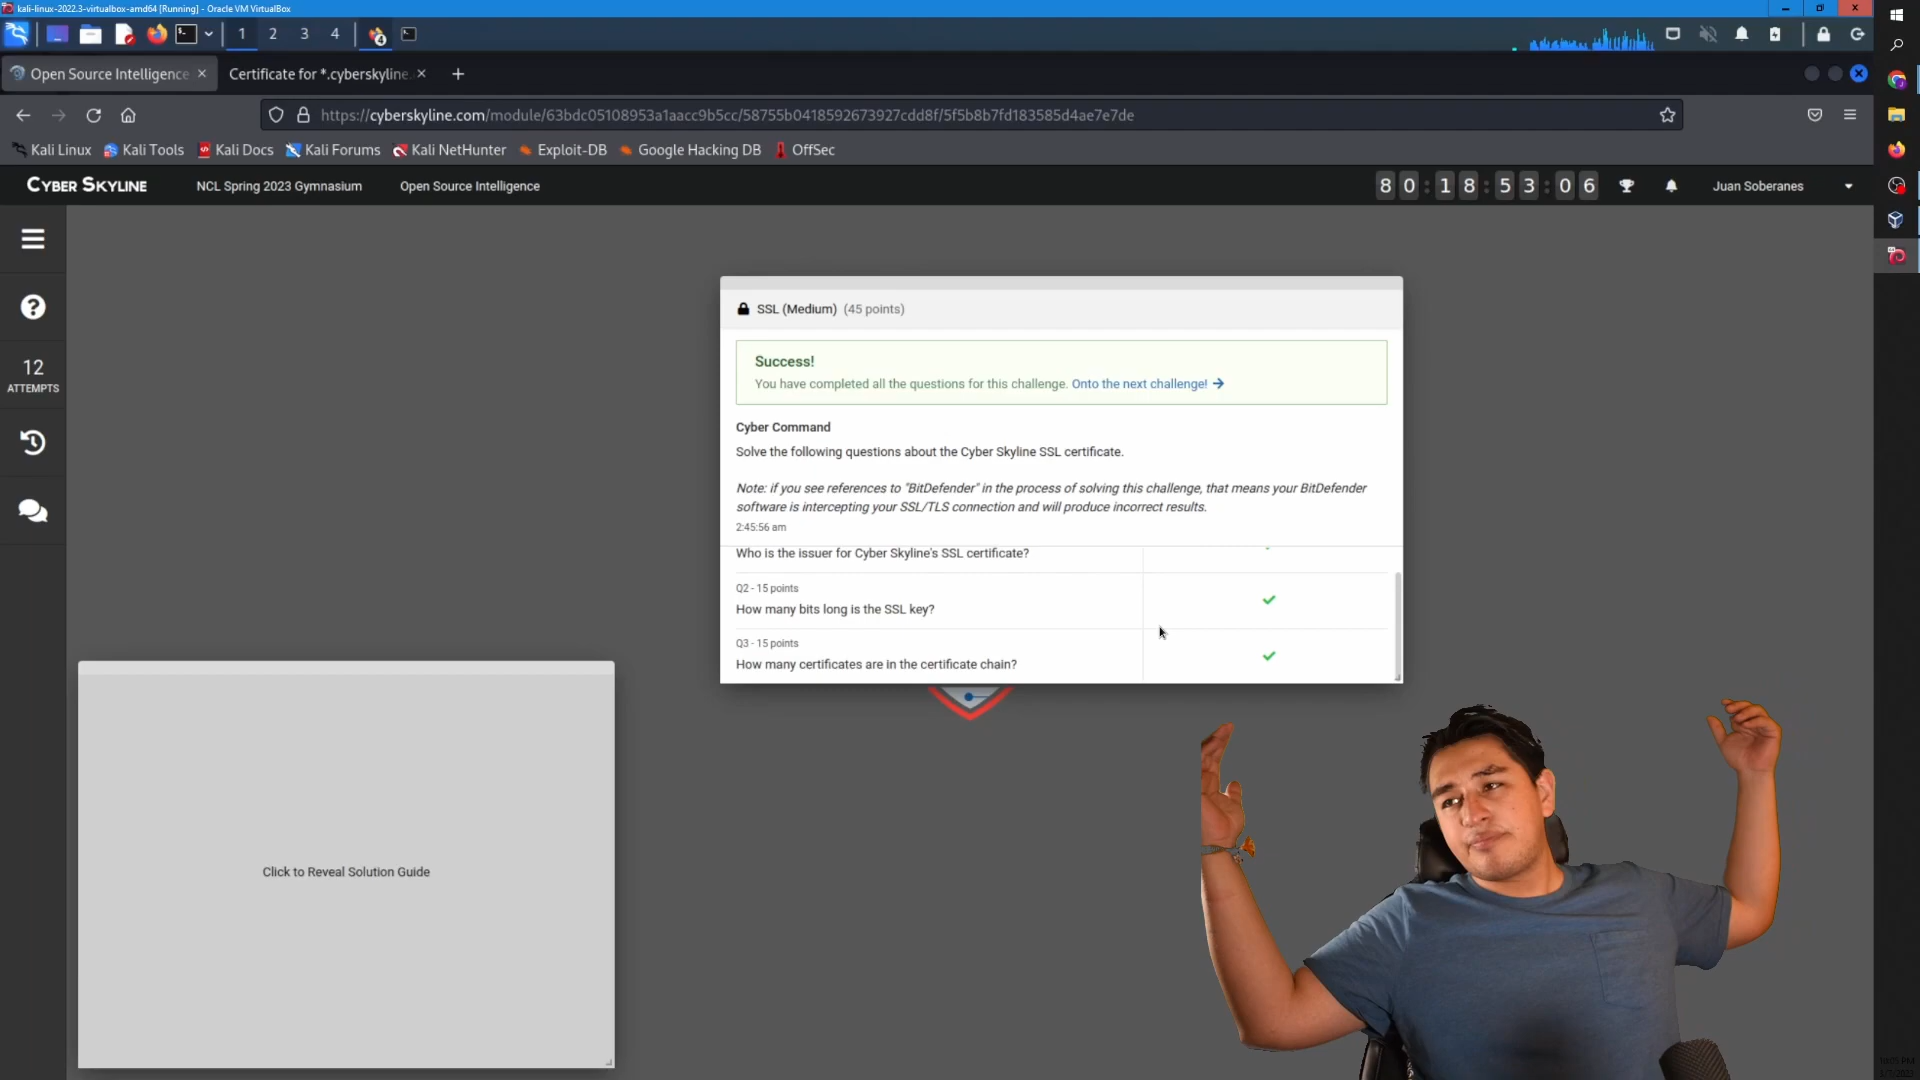 kali-linux-2022.3-virtualbox-amd64 [Running] - Oracle VM VirtualBox
1 2 3 4
Open Source Intelligence
Certificate for *.cyberskyline.
https://cyberskyline.com/module/63bdc05108953a1aacc9b5cc/58755b0418592673927cdd8f/5f5b8b7fd183585d4ae7e7de
Kali Linux Kali Tools Kali Docs Kali Forums Kali NetHunter Exploit-DB Google Hacking DB OffSec
CYBER SKYLINE NCL Spring 2023 Gymnasium Open Source Intelligence 80:18:53:06 Juan Soberanes
12
ATTEMPTS
SSL (Medium) (45 points)
Success!
You have completed all the questions for this challenge. Onto the next challenge!
Cyber Command
Solve the following questions about the Cyber Skyline SSL certificate.
Note: if you see references to "BitDefender" in the process of solving this challenge, that means your BitDefender
software is intercepting your SSL/TLS connection and will produce incorrect results.
2:45:56 am
Who is the issuer for Cyber Skyline's SSL certificate?
Q2 - 15 points
How many bits long is the SSL key?
Q3 - 15 points
How many certificates are in the certificate chain?
Click to Reveal Solution Guide